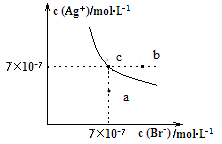 c (Ag⁺)/mol·L⁻¹
c
b
7×10⁻⁷
a
7×10⁻⁷
c (Br⁻)/mol·L⁻¹